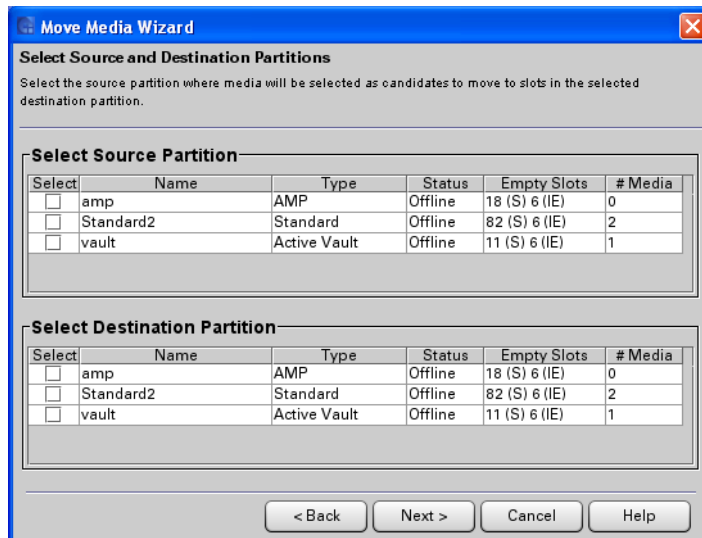 Move Media Wizard
Select Source and Destination Partitions
Select the source partition where media will be selected as candidates to move to slots in the selected
destination partition.
Select Source Partition
Select Name Type Status Empty Slots # Media
amp AMP Offline 18 (S) 6 (IE) 0
Standard2 Standard Offline 82 (S) 6 (IE) 2
vault Active Vault Offline 11 (S) 6 (IE) 1
Select Destination Partition
Select Name Type Status Empty Slots # Media
amp AMP Offline 18 (S) 6 (IE) 0
Standard2 Standard Offline 82 (S) 6 (IE) 2
vault Active Vault Offline 11 (S) 6 (IE) 1
< Back Next > Cancel Help